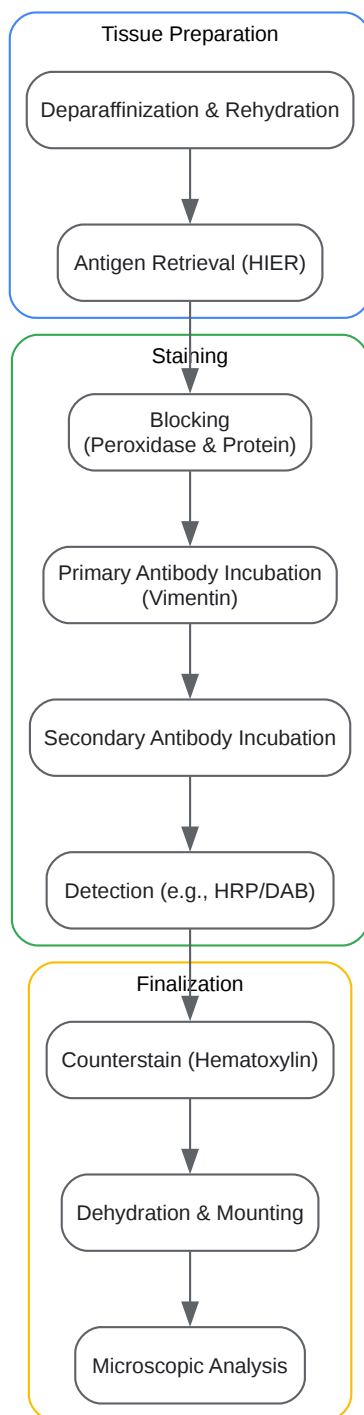 Tissue Preparation
Deparaffinization & Rehydration
Antigen Retrieval (HIER)
Staining
Blocking
(Peroxidase & Protein)
Primary Antibody Incubation
(Vimentin)
Secondary Antibody Incubation
Detection (e.g., HRP/DAB)
Finalization
Counterstain (Hematoxylin)
Dehydration & Mounting
Microscopic Analysis